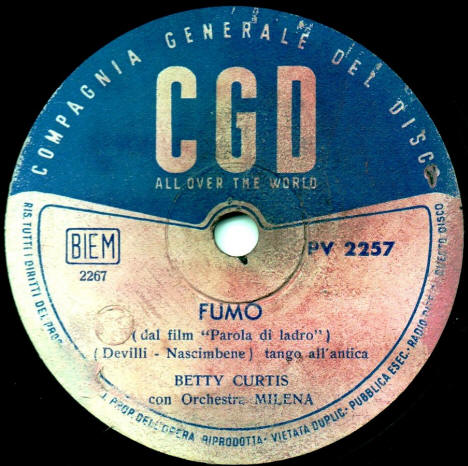 COMPAGNIA GENERALE DEL DISCO
CGD
ALL OVER THE WORLD
BIEM
2267
PV 2257
FUMO
(dal film “Parola di ladro”)
(Devilli - Nascimbene) tango all'antica
BETTY CURTIS
con Orchestra MILENA
RIS. TUTTI I DIRITTI DEL PROD. PROP. DELL'OPERA RIPRODOTTA - VIETATA DUPLIC. - PUBBLICA ESEC. - RADIO DISCO